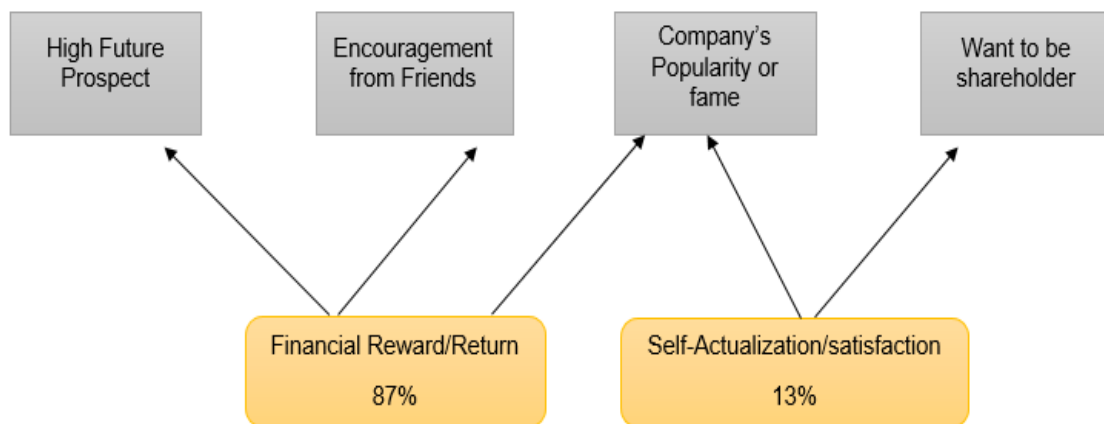 High Future
Prospect
Encouragement
from Friends
Company’s
Popularity or
fame
Want to be
shareholder
Financial Reward/Return
87%
Self-Actualization/satisfaction
13%